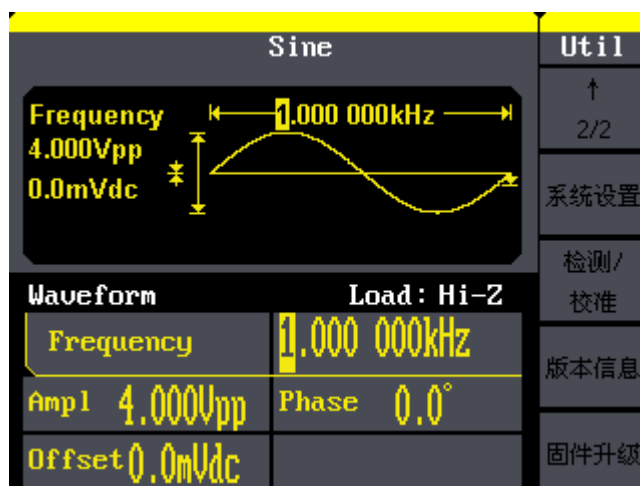 Sine
Util
↑
2/2
Frequency
1.000 000kHz
4.000Vpp
0.0mVdc
系统设置
检测/
校准
Waveform
Load: Hi-Z
Frequency
1.000 000kHz
版本信息
Ampl 4.000Vpp
Phase 0.0°
Offset 0.0mVdc
固件升级